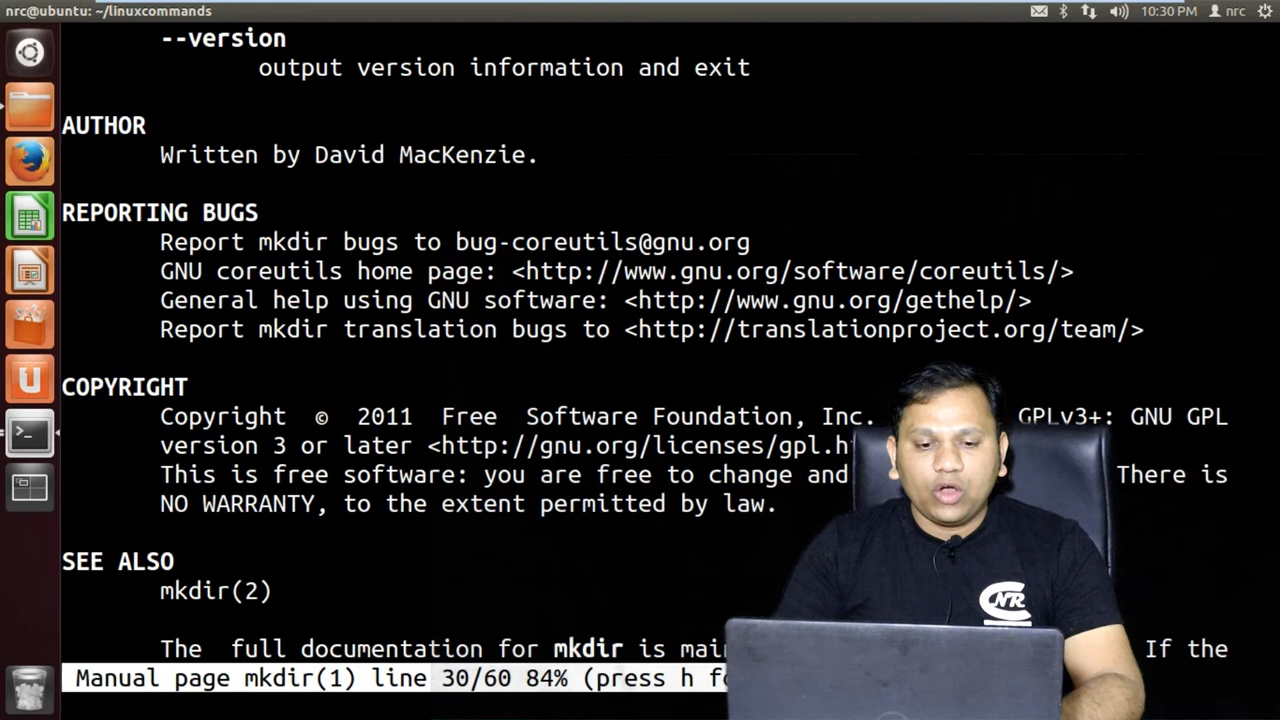 nrc@ubuntu: ~/linuxcommands
10:30 PM nrc
--version
output version information and exit
AUTHOR
Written by David MacKenzie.
REPORTING BUGS
Report mkdir bugs to bug-coreutils@gnu.org
GNU coreutils home page: <http://www.gnu.org/software/coreutils/>
General help using GNU software: <http://www.gnu.org/gethelp/>
Report mkdir translation bugs to <http://translationproject.org/team/>
COPYRIGHT
Copyright © 2011 Free Software Foundation, Inc. GPLv3+: GNU GPL
version 3 or later <http://gnu.org/licenses/gpl.h
This is free software: you are free to change and There is
NO WARRANTY, to the extent permitted by law.
SEE ALSO
mkdir(2)
The full documentation for mkdir is If the
Manual page mkdir(1) line 30/60 84% (press h
NR